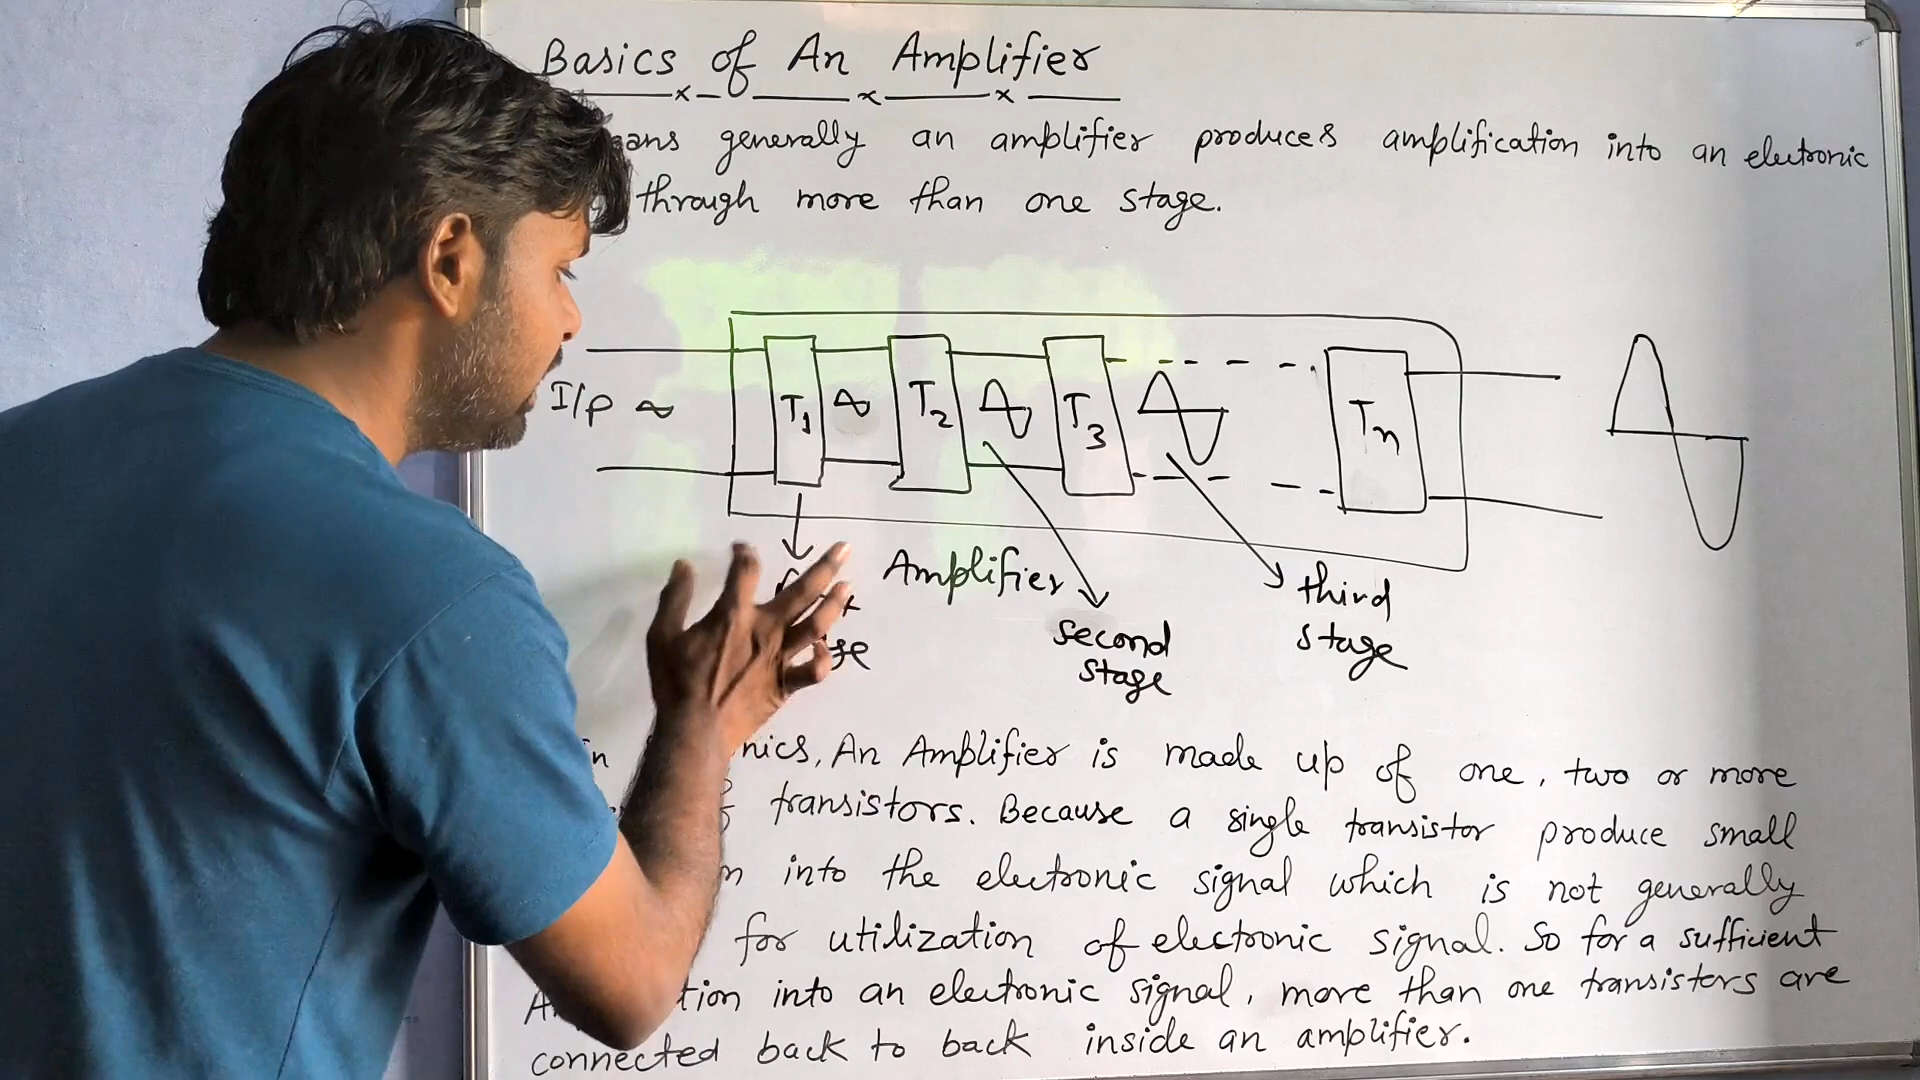 Basics of An Amplifier
generally an amplifier produces amplification into an electronic
through more than one stage.
I/p T1 T2 T3 Tn
Amplifier
third
stage
second
stage
In An Amplifier is made up of one, two or more
transistors. Because a single transistor produce small
into the electronic signal which is not generally
for utilization of electronic signal. So for a sufficient
into an electronic signal, more than one transistors are
connected back to back inside an amplifier.